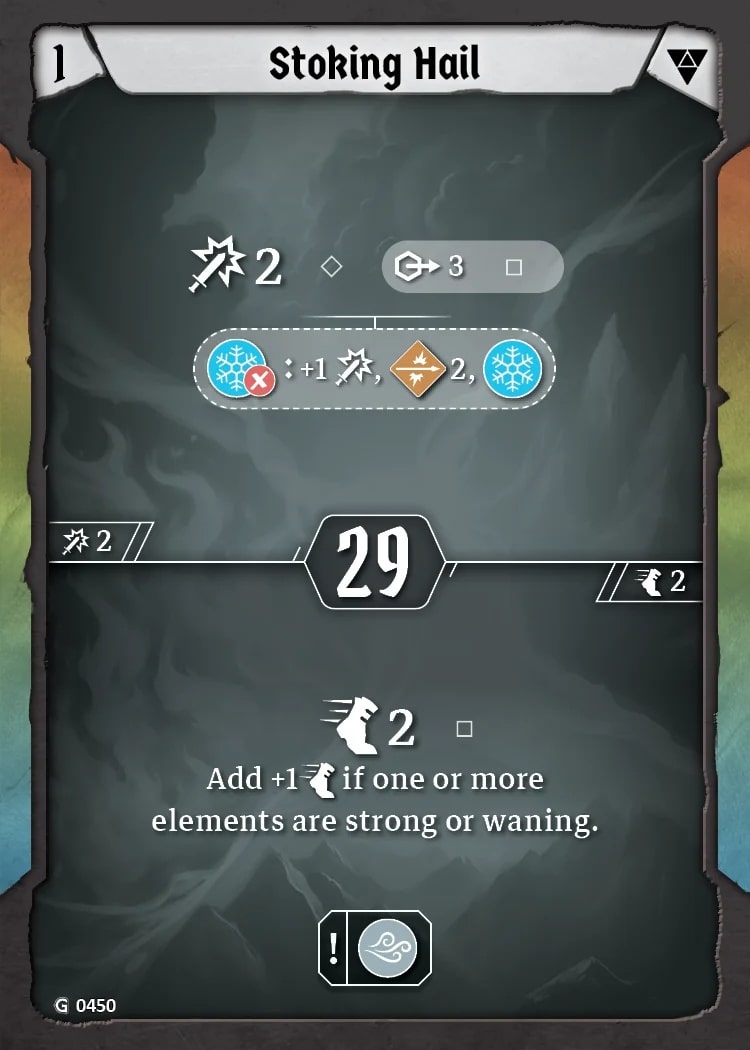 1
Stoking Hail
2
3
: +1 , 2,
2
29
2
2
Add +1 if one or more
elements are strong or waning.
!
G 0450